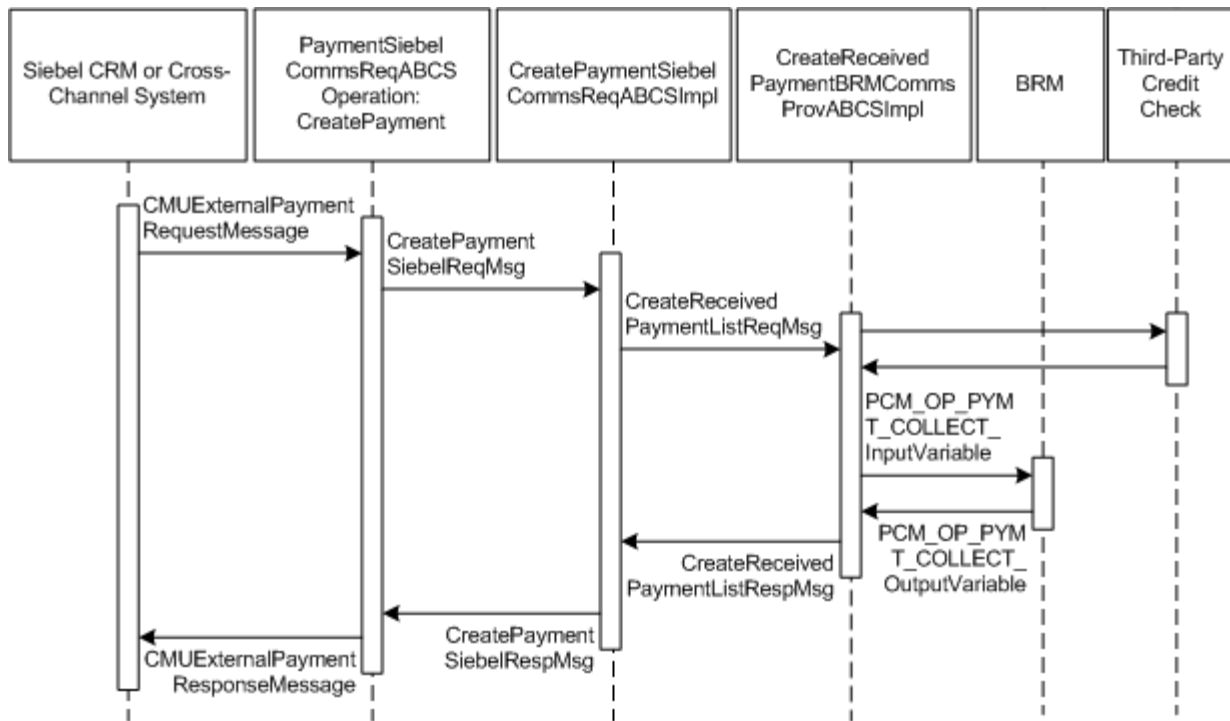 Siebel CRM or Cross-
Channel System
PaymentSiebel
CommsReqABCS
Operation:
CreatePayment
CreatePaymentSiebel
CommsReqABCSImpl
CreateReceived
PaymentBRMComms
ProvABCSImpl
BRM
Third-Party
Credit
Check
CMUExternalPayment
RequestMessage
CreatePayment
SiebelReqMsg
CreateReceived
PaymentListReqMsg
PCM_OP_PYM
T_COLLECT_
InputVariable
PCM_OP_PYM
T_COLLECT_
OutputVariable
CreateReceived
PaymentListRespMsg
CreatePayment
SiebelRespMsg
CMUExternalPayment
ResponseMessage